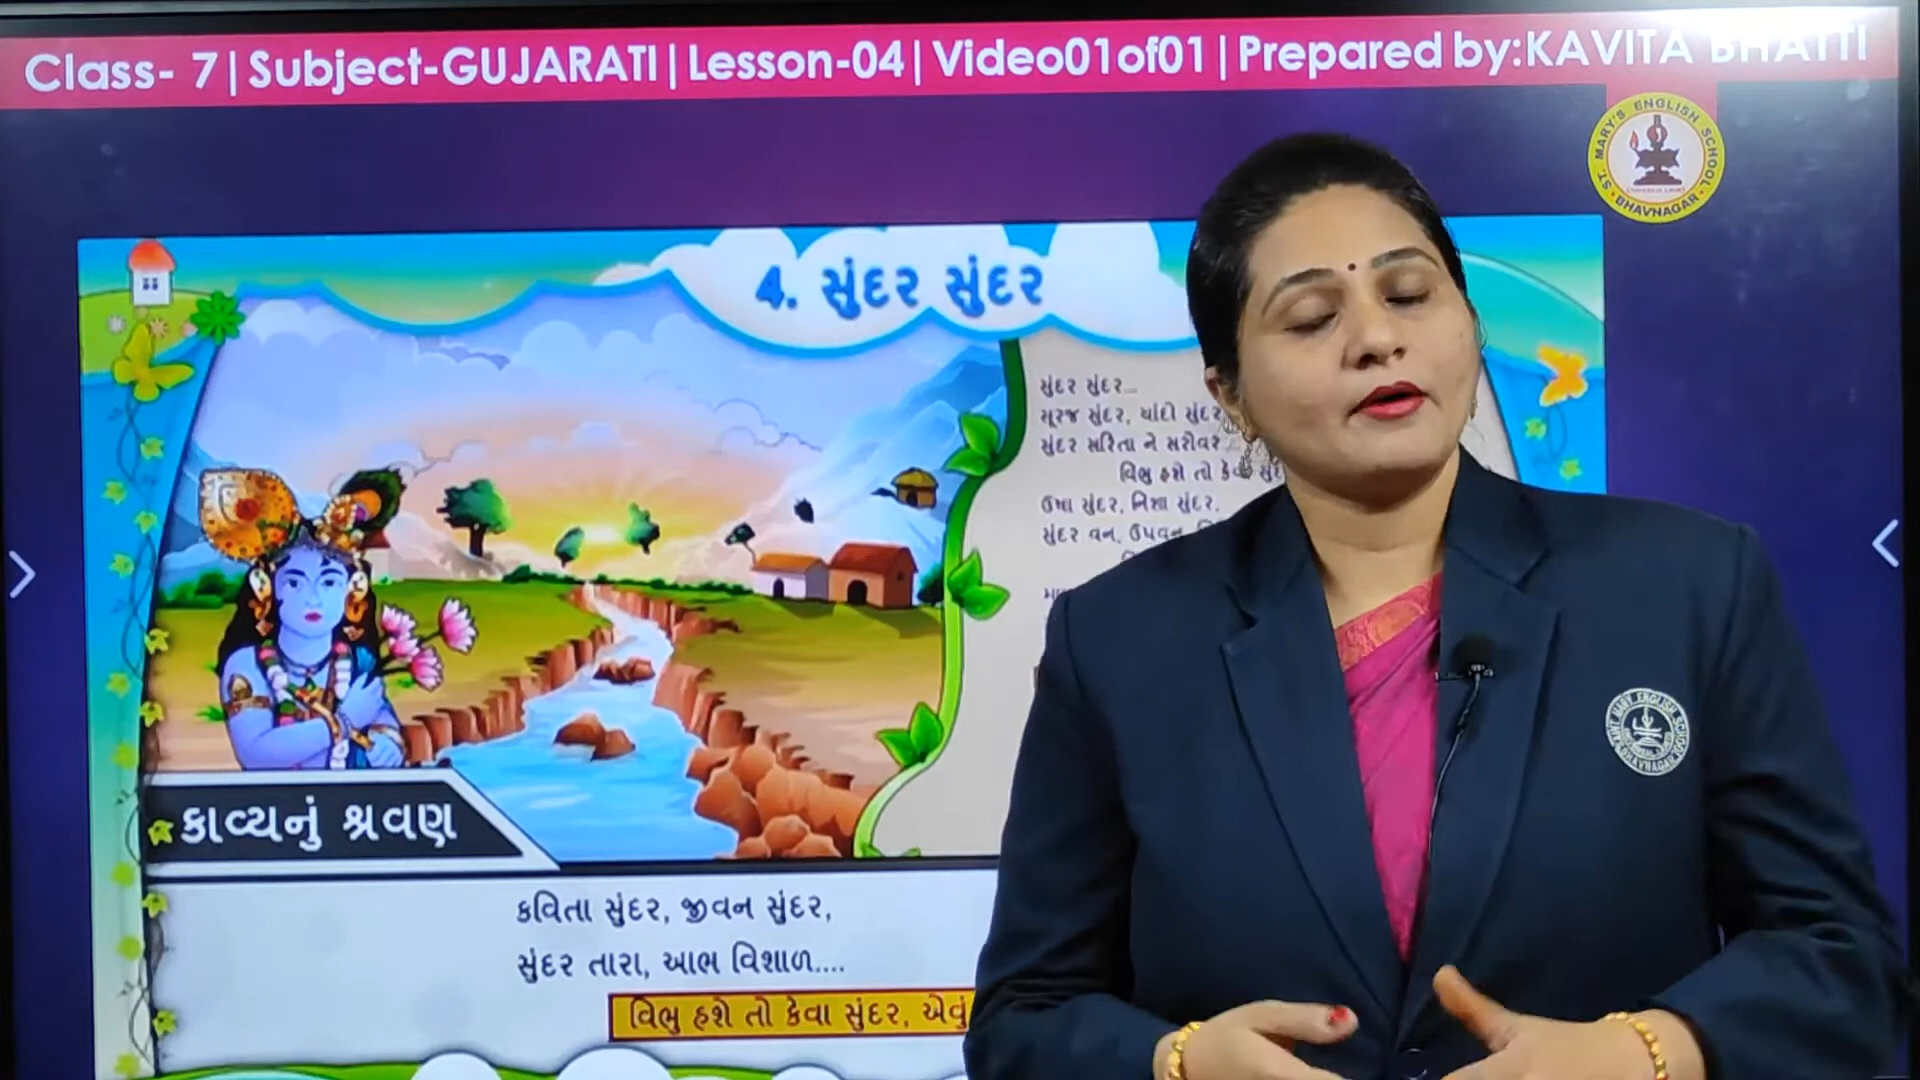 Class- 7|Subject-GUJARATI|Lesson-04|Video01of01|Prepared by:KAVITA BHATTI
ST. MARY'S ENGLISH SCHOOL
BHAVNAGAR
4. સુંદર સુંદર
સુંદર સુંદર...
સૂરજ સુંદર, ચાંદો સુંદર
સુંદર સરિતા ને સરોવર
વિભુ હશે તો કેવા
ઉષા સુંદર, નિશા સુંદર,
સુંદર વન, ઉપવન
કાવ્યનું શ્રવણ
કવિતા સુંદર, જીવન સુંદર,
સુંદર તારા, આભ વિશાળ....
વિભુ હશે તો કેવા સુંદર, એવું